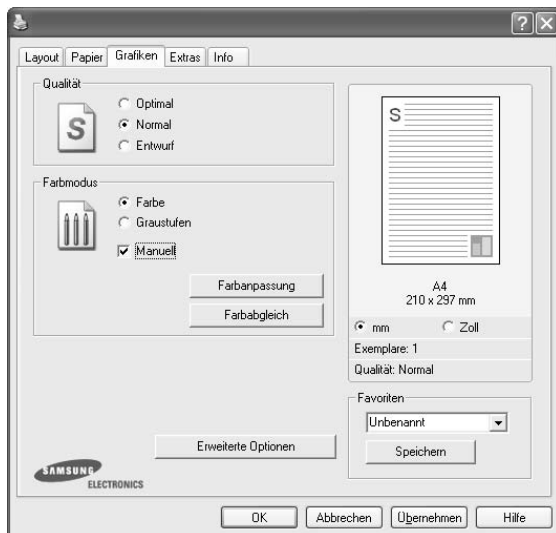 Layout Papier Grafiken Extras Info
Qualität
S
Optimal
Normal
Entwurf
Farbmodus
Farbe
Graustufen
Manuell
Farbanpassung
Farbabgleich
Erweiterte Optionen
SAMSUNG
ELECTRONICS
S
A4
210 x 297 mm
mm Zoll
Exemplare: 1
Qualität: Normal
Favoriten
Unbenannt
Speichern
OK Abbrechen Übernehmen Hilfe